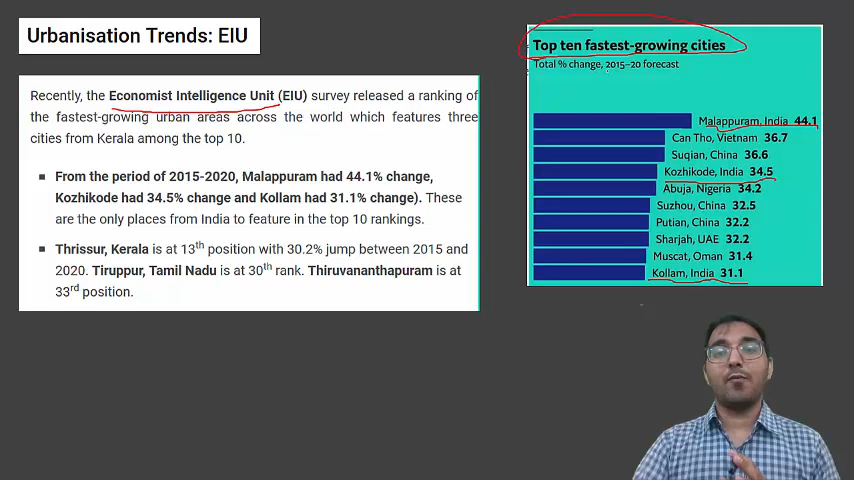 Urbanisation Trends: EIU
Recently, the Economist Intelligence Unit (EIU) survey released a ranking of
the fastest-growing urban areas across the world which features three
cities from Kerala among the top 10.
From the period of 2015-2020, Malappuram had 44.1% change,
Kozhikode had 34.5% change and Kollam had 31.1% change). These
are the only places from India to feature in the top 10 rankings.
Thrissur, Kerala is at 13th position with 30.2% jump between 2015 and
2020. Tiruppur, Tamil Nadu is at 30th rank. Thiruvananthapuram is at
33rd position.
Top ten fastest-growing cities
Total % change, 2015–20 forecast
Malappuram, India 44.1
Can Tho, Vietnam 36.7
Suqian, China 36.6
Kozhikode, India 34.5
Abuja, Nigeria 34.2
Suzhou, China 32.5
Putian, China 32.2
Sharjah, UAE 32.2
Muscat, Oman 31.4
Kollam, India 31.1